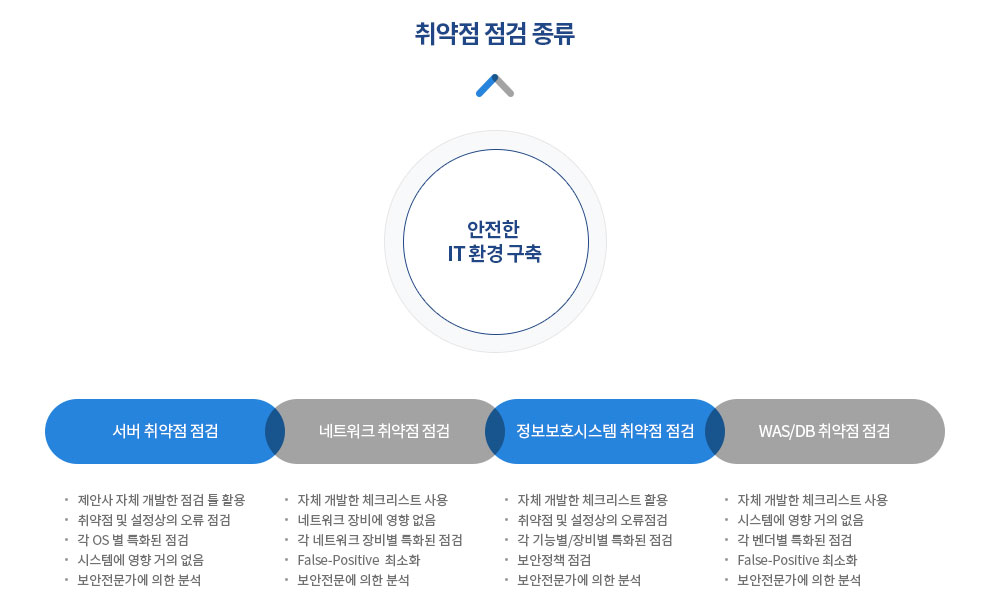 취약점 점검 종류
안전한
IT 환경 구축
서버 취약점 점검
네트워크 취약점 점검
정보보호시스템 취약점 점검
WAS/DB 취약점 점검
• 제안사 자체 개발한 점검 틀 활용
• 취약점 및 설정상의 오류 점검
• 각 OS 별 특화된 점검
• 시스템에 영향 거의 없음
• 보안전문가에 의한 분석
• 자체 개발한 체크리스트 사용
• 네트워크 장비에 영향 없음
• 각 네트워크 장비별 특화된 점검
• False-Positive 최소화
• 보안전문에 의한 분석
• 자체 개발한 체크리스트 활용
• 취약점 및 설정상의 오류점검
• 각 기능별/장비별 특화된 점검
• 보안정책 점검
• 보안전문가에 의한 분석
• 자체 개발한 체크리스트 사용
• 시스템에 영향 거의 없음
• 각 벤더별 특화된 점검
• False-Positive 최소화
• 보안전문가에 의한 분석